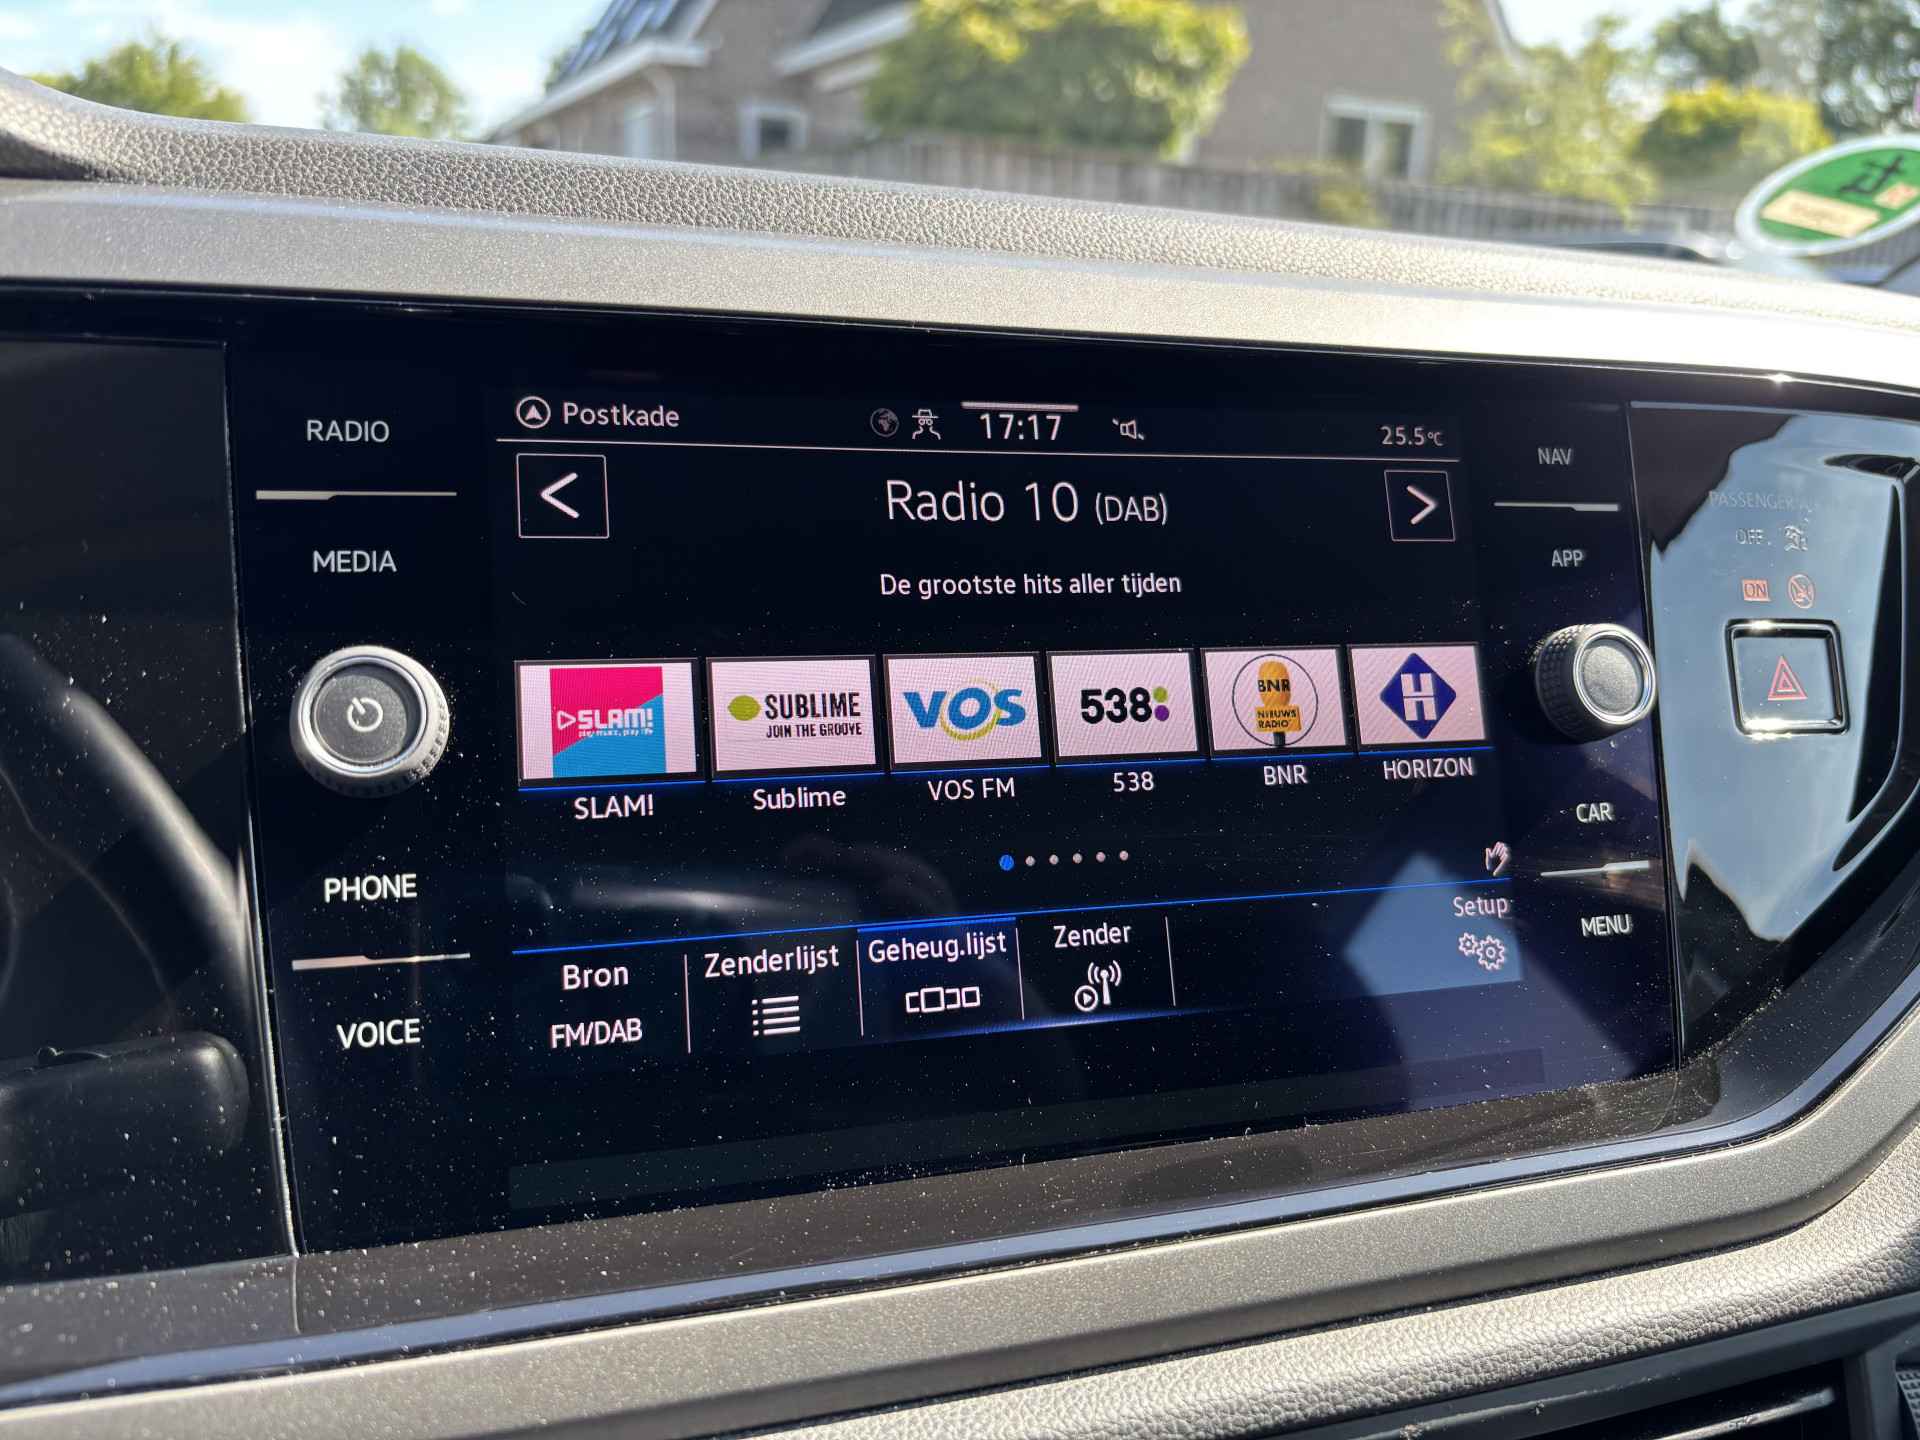 RADIO
MEDIA
PHONE
VOICE
Postkade
17:17
25.5°C
Radio 10 (DAB)
De grootste hits aller tijden
SLAM!
SUBLIME
JOIN THE GROOVE
VOS
538
BNR
NIEUWS
RADIO
H
SLAM!
Sublime
VOS FM
538
BNR
HORIZON
Bron
FM/DAB
Zenderlijst
Geheug.lijst
Zender
Setup
NAV
APP
CAR
MENU
PASSENGER
OFF
ON